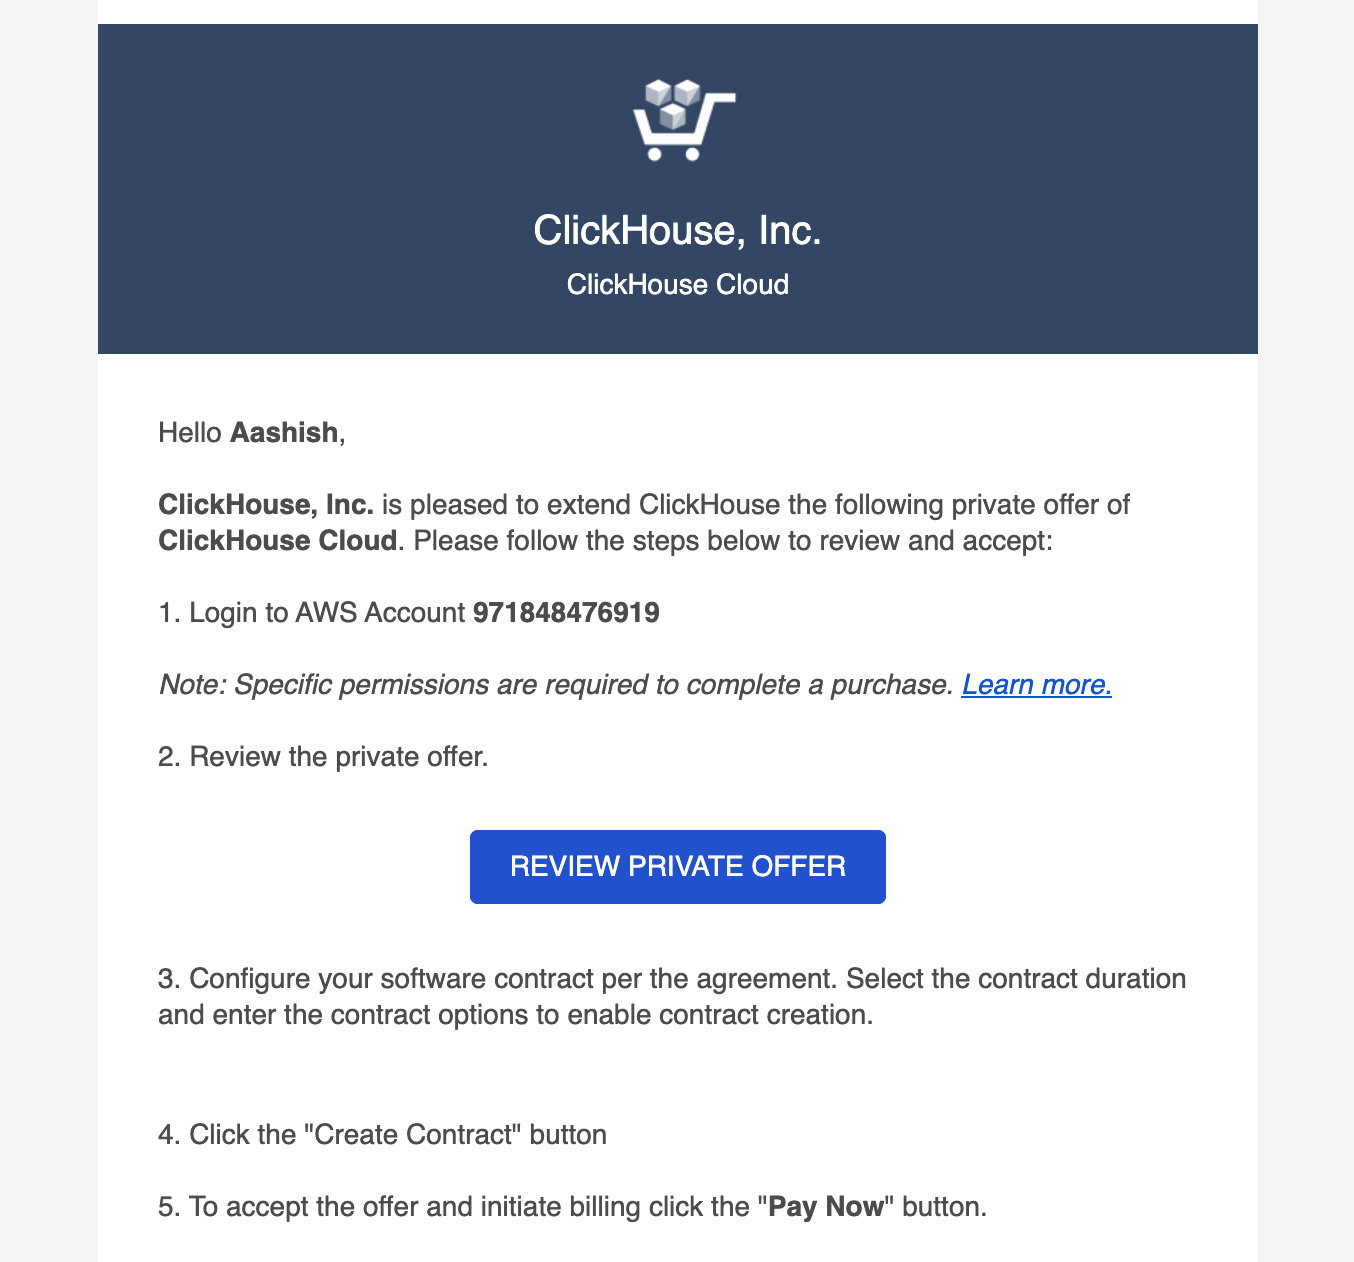 ClickHouse, Inc.
ClickHouse Cloud
Hello Aashish,
ClickHouse, Inc. is pleased to extend ClickHouse the following private offer of
ClickHouse Cloud. Please follow the steps below to review and accept:
1. Login to AWS Account 971848476919
Note: Specific permissions are required to complete a purchase. Learn more.
2. Review the private offer.
REVIEW PRIVATE OFFER
3. Configure your software contract per the agreement. Select the contract duration
and enter the contract options to enable contract creation.
4. Click the "Create Contract" button
5. To accept the offer and initiate billing click the "Pay Now" button.